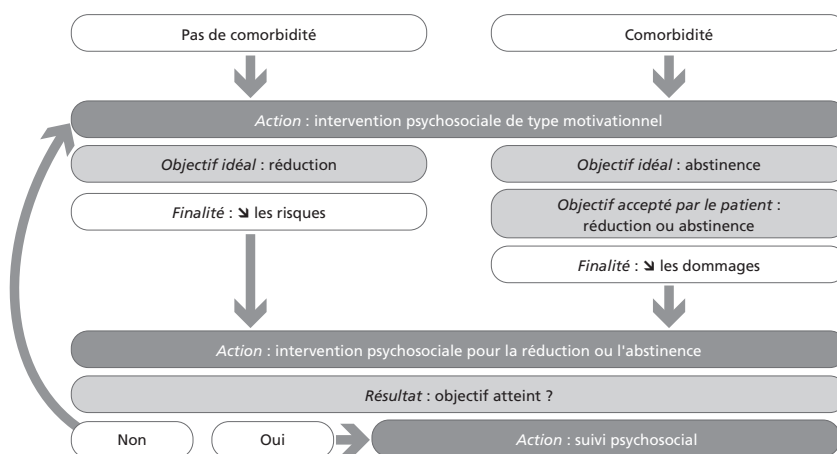 Pas de comorbidité
Comorbidité
Action : intervention psychosociale de type motivationnel
Objectif idéal : réduction
Objectif idéal : abstinence
Finalité : ↘ les risques
Objectif accepté par le patient :
réduction ou abstinence
Finalité : ↘ les dommages
Action : intervention psychosociale pour la réduction ou l'abstinence
Résultat : objectif atteint ?
Non
Oui
Action : suivi psychosocial